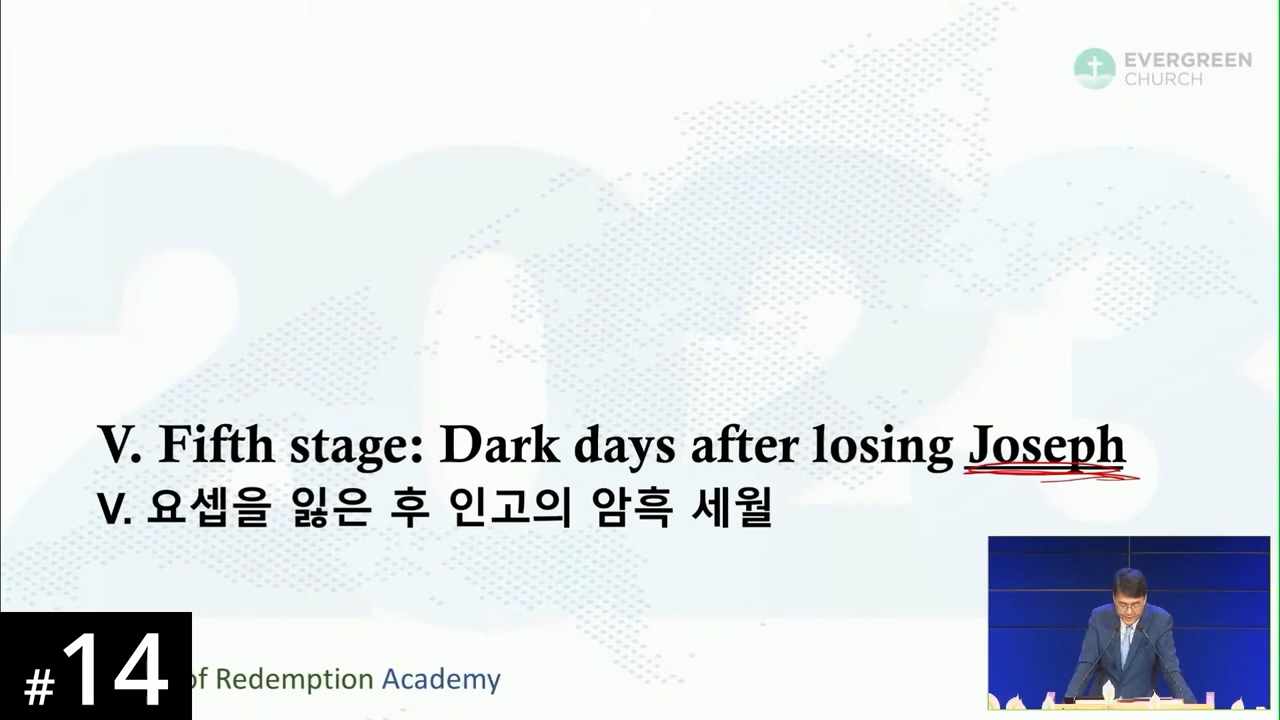 EVERGREEN
CHURCH
2023
V. Fifth stage: Dark days after losing Joseph
V. 요셉을 잃은 후 인고의 암흑 세월
#14
of Redemption Academy